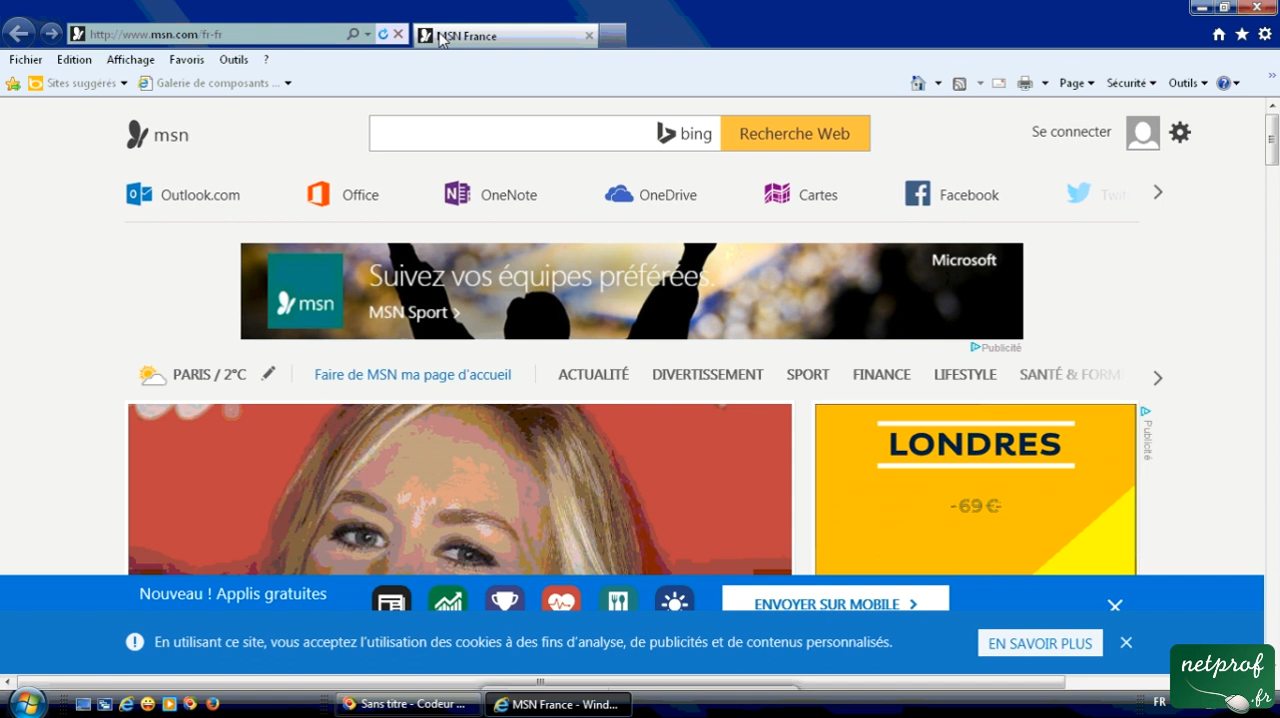 http://www.msn.com/fr-fr
MSN France
Fichier Edition Affichage Favoris Outils ?
Sites suggérés Galerie de composants ... Page Sécurité Outils
msn bing Recherche Web Se connecter
Outlook.com Office OneNote OneDrive Cartes Facebook Twit
Suivez vos équipes préférées.
Microsoft
msn MSN Sport >
Publicité
PARIS / 2°C Faire de MSN ma page d'accueil ACTUALITÉ DIVERTISSEMENT SPORT FINANCE LIFESTYLE SANTÉ & FORM
LONDRES
-69 €-
Publicité
Nouveau ! Applis gratuites ENVOYER SUR MOBILE >
En utilisant ce site, vous acceptez l'utilisation des cookies à des fins d'analyse, de publicités et de contenus personnalisés. EN SAVOIR PLUS
netprof
.fr
Sans titre - Codeur ... MSN France - Wind... FR